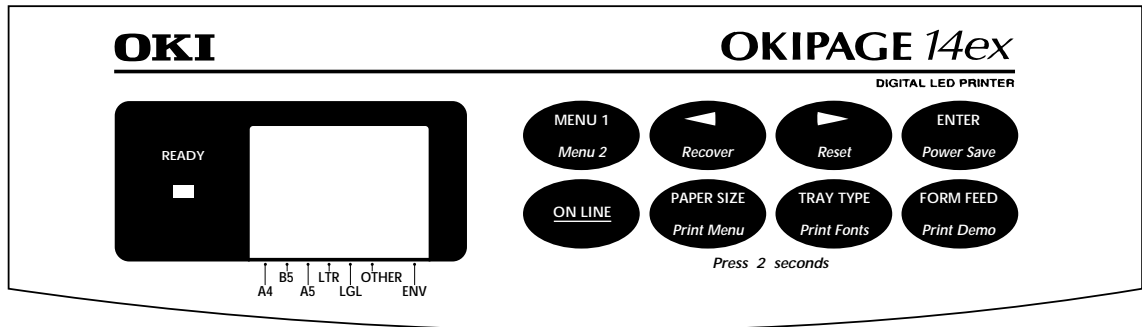 OKI
OKIPAGE 14ex
DIGITAL LED PRINTER
READY
MENU 1
Menu 2
Recover
Reset
ENTER
Power Save
ON LINE
PAPER SIZE
Print Menu
TRAY TYPE
Print Fonts
FORM FEED
Print Demo
Press 2 seconds
A4 B5 A5 LTR LGL OTHER ENV